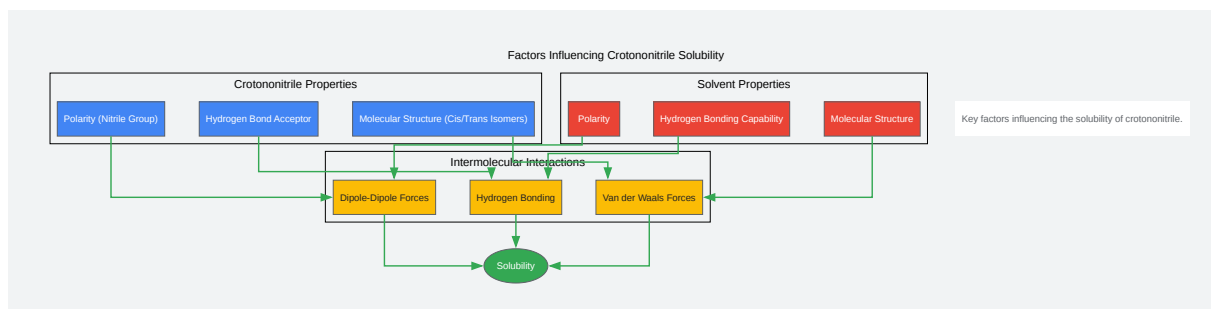 Factors Influencing Crotononitrile Solubility
Crotononitrile Properties
Solvent Properties
Polarity (Nitrile Group)
Hydrogen Bond Acceptor
Molecular Structure (Cis/Trans Isomers)
Polarity
Hydrogen Bonding Capability
Molecular Structure
Key factors influencing the solubility of crotononitrile.
Intermolecular Interactions
Dipole-Dipole Forces
Hydrogen Bonding
Van der Waals Forces
Solubility